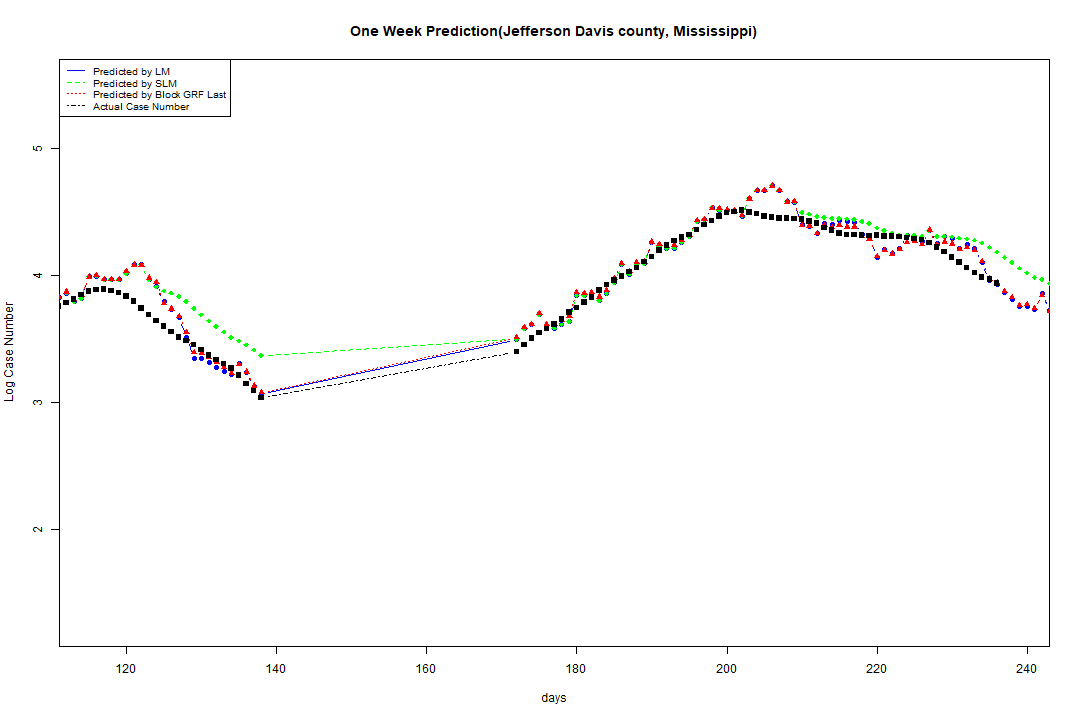 One Week Prediction(Jefferson Davis county, Mississippi)
Predicted by LM
Predicted by SLM
Predicted by Block GRF Last
Actual Case Number
5
4
3
2
Log Case Number
120 140 160 180 200 220 240
days